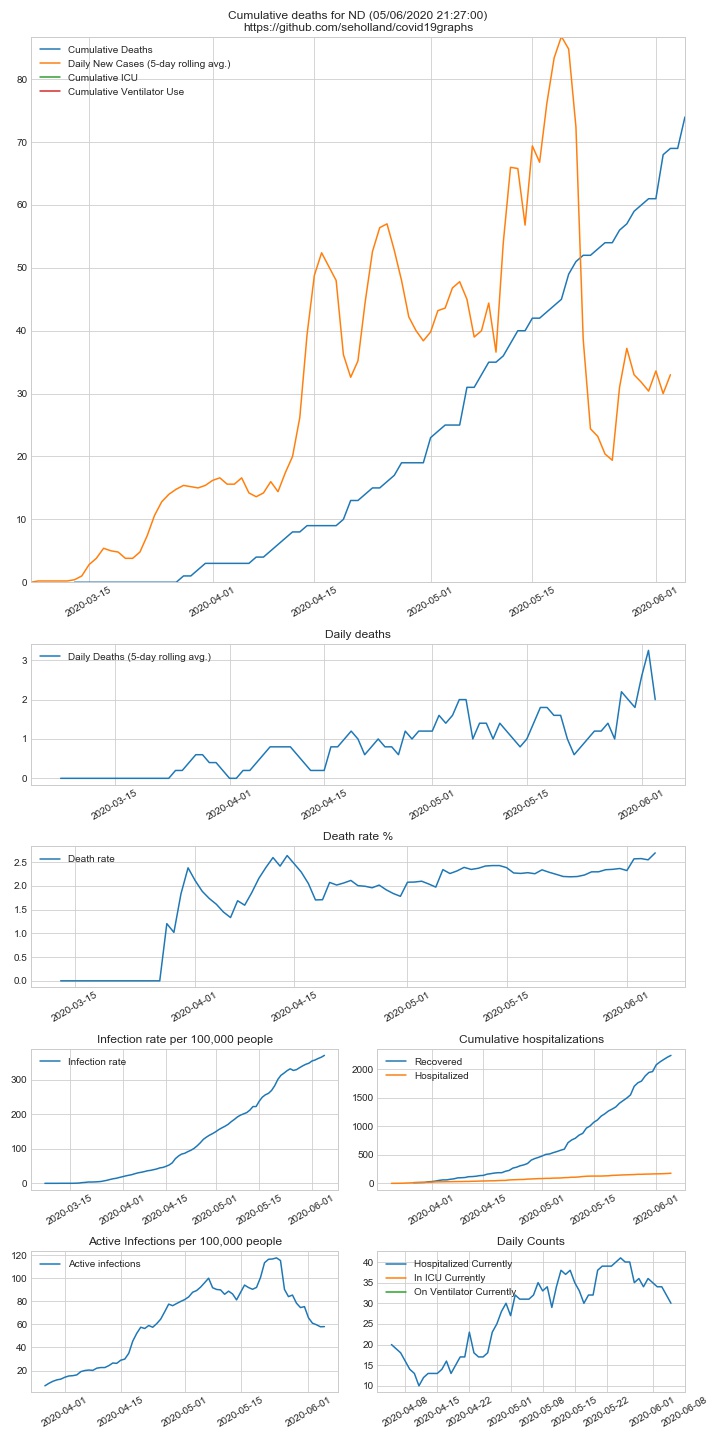 Cumulative deaths for ND (05/06/2020 21:27:00)
https://github.com/seholland/covid19graphs
Cumulative Deaths
Daily New Cases (5-day rolling avg.)
Cumulative ICU
Cumulative Ventilator Use
80
70
60
50
40
30
20
10
0
2020-03-15 2020-04-01 2020-04-15 2020-05-01 2020-05-15 2020-06-01
Daily deaths
Daily Deaths (5-day rolling avg.)
3
2
1
0
2020-03-15 2020-04-01 2020-04-15 2020-05-01 2020-05-15 2020-06-01
Death rate %
Death rate
2.5
2.0
1.5
1.0
0.5
0.0
2020-03-15 2020-04-01 2020-04-15 2020-05-01 2020-05-15 2020-06-01
Infection rate per 100,000 people
Infection rate
300
200
100
0
2020-03-15 2020-04-01 2020-04-15 2020-05-01 2020-05-15 2020-06-01
Cumulative hospitalizations
Recovered
Hospitalized
2000
1500
1000
500
0
2020-04-01 2020-04-15 2020-05-01 2020-05-15 2020-06-01
Active Infections per 100,000 people
Active infections
120
100
80
60
40
20
2020-04-01 2020-04-15 2020-05-01 2020-05-15 2020-06-01
Daily Counts
Hospitalized Currently
In ICU Currently
On Ventilator Currently
40
35
30
25
20
15
10
2020-04-08 2020-04-15 2020-04-22 2020-05-01 2020-05-08 2020-05-15 2020-05-22 2020-06-01 2020-06-08